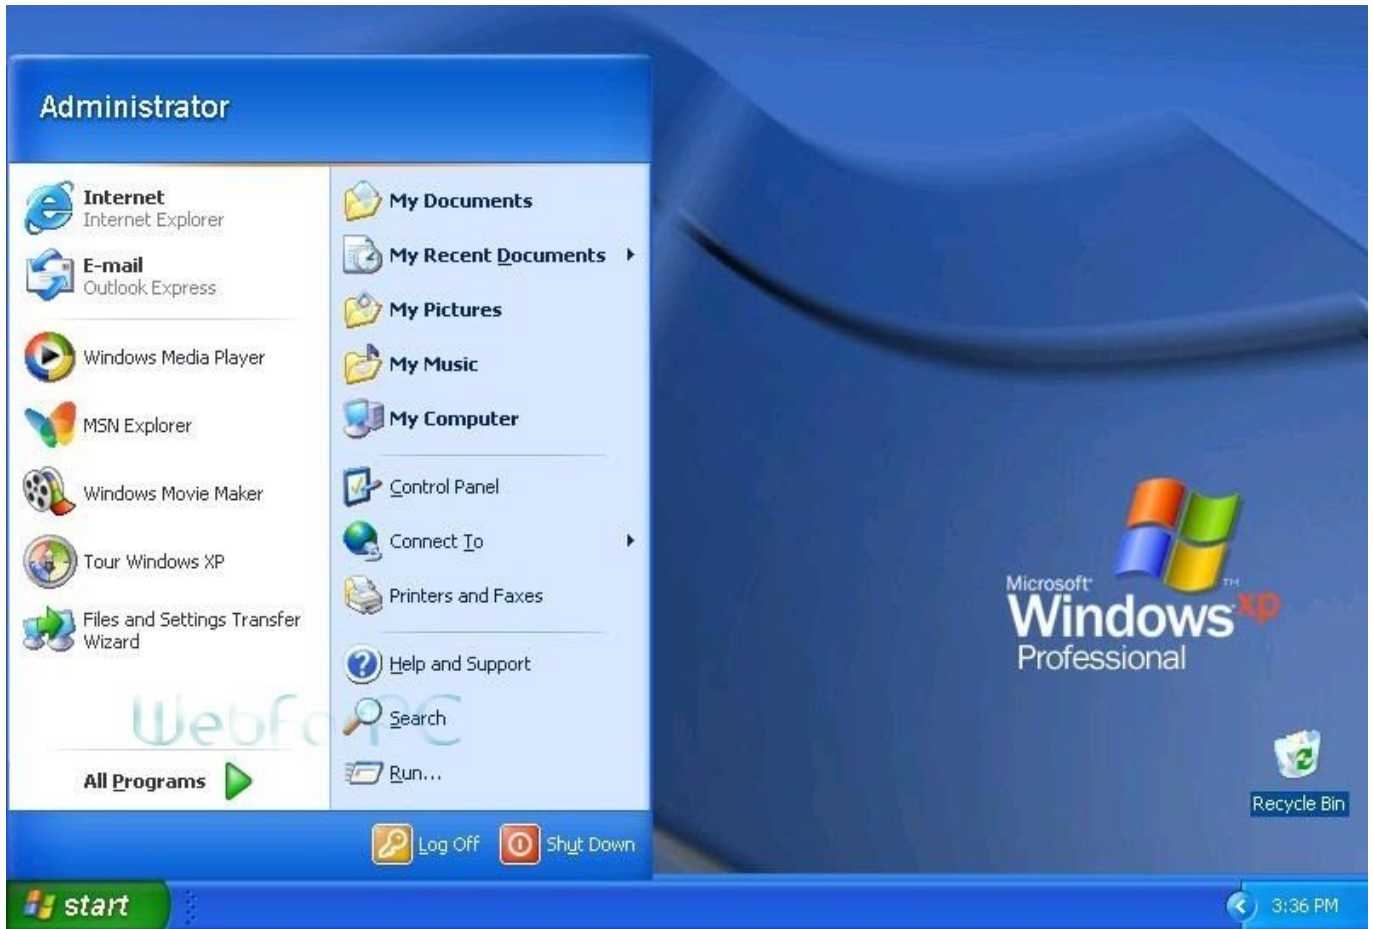 Administrator
Internet
Internet Explorer
E-mail
Outlook Express
Windows Media Player
MSN Explorer
Windows Movie Maker
Tour Windows XP
Files and Settings Transfer
Wizard
All Programs
My Documents
My Recent Documents
My Pictures
My Music
My Computer
Control Panel
Connect To
Printers and Faxes
Help and Support
Search
Run...
Log Off
Shut Down
Microsoft
Windows xp
TM
Professional
Recycle Bin
start
3:36 PM